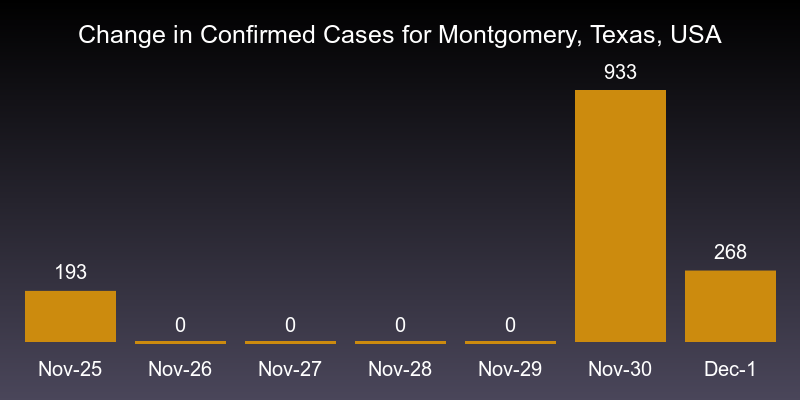 Change in Confirmed Cases for Montgomery, Texas, USA
933
268
193
0 0 0 0
Nov-25 Nov-26 Nov-27 Nov-28 Nov-29 Nov-30 Dec-1